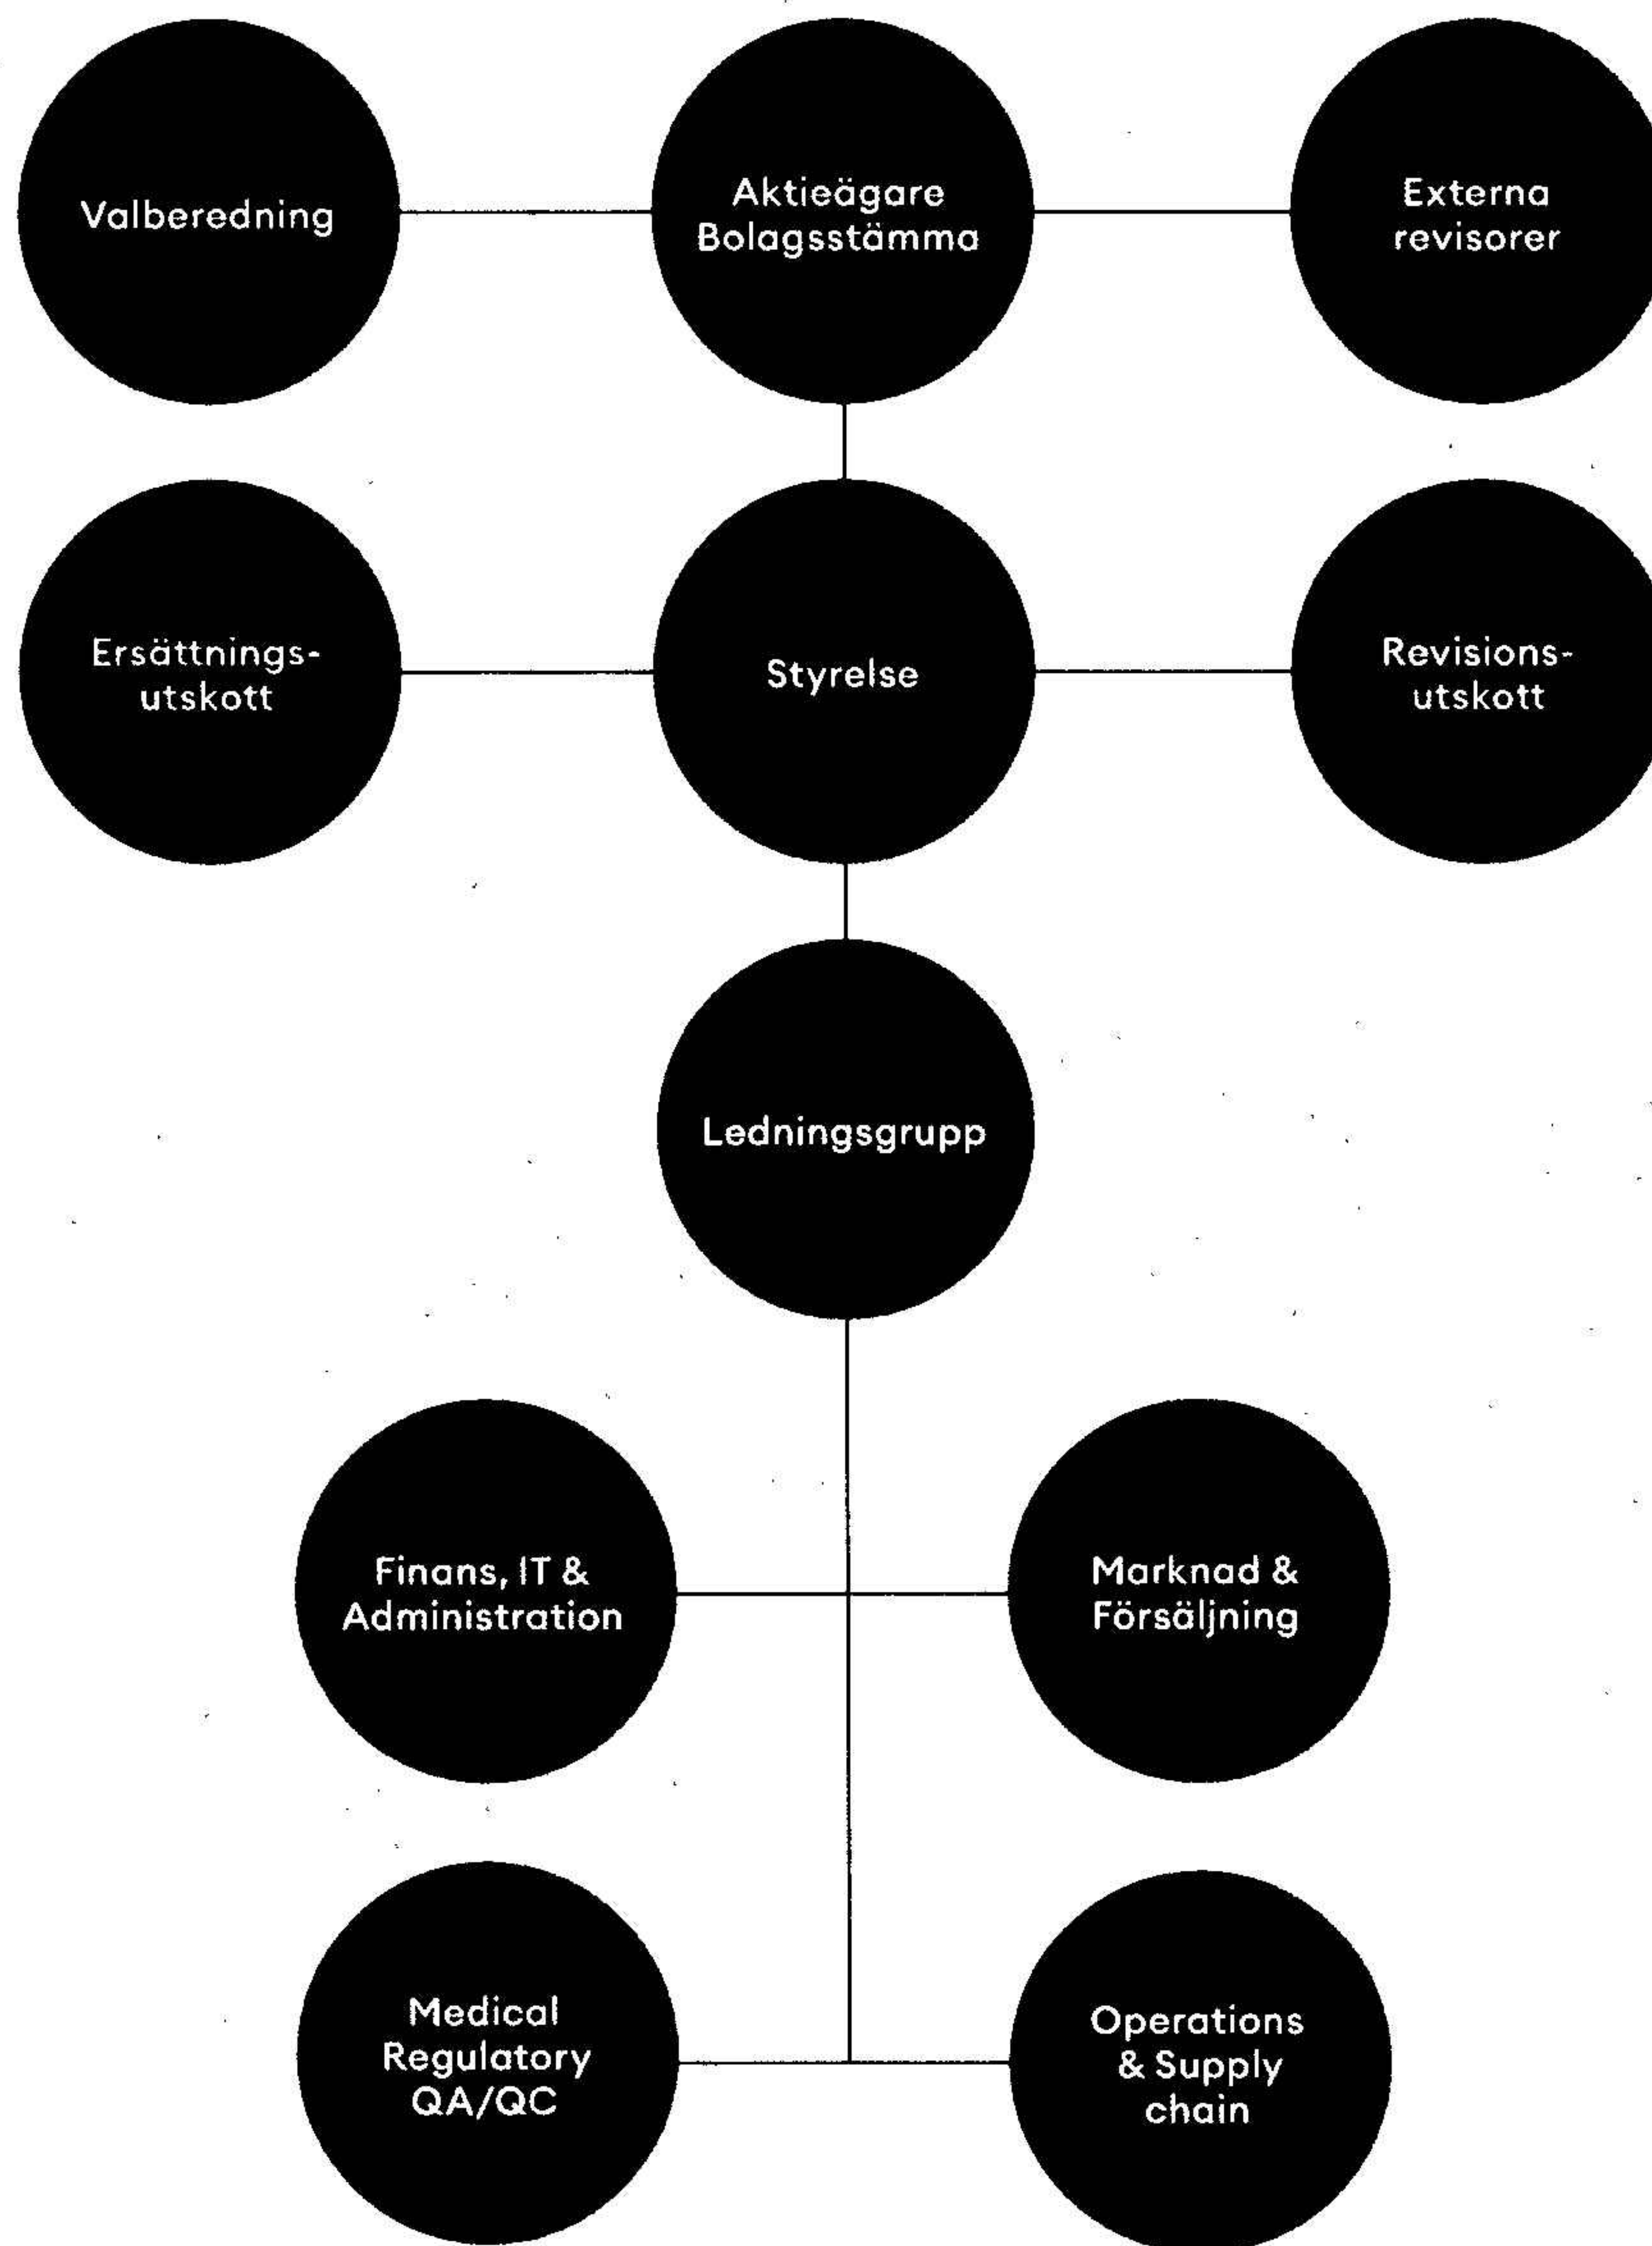 Valberedning
Aktieägare
Bolagsstämma
Externa
revisorer
Ersättnings-
utskott
Styrelse
Revisions-
utskott
Ledningsgrupp
Finans, IT &
Administration
Marknad &
Försäljning
Medical
Regulatory
QA/QC
Operations
& Supply
chain